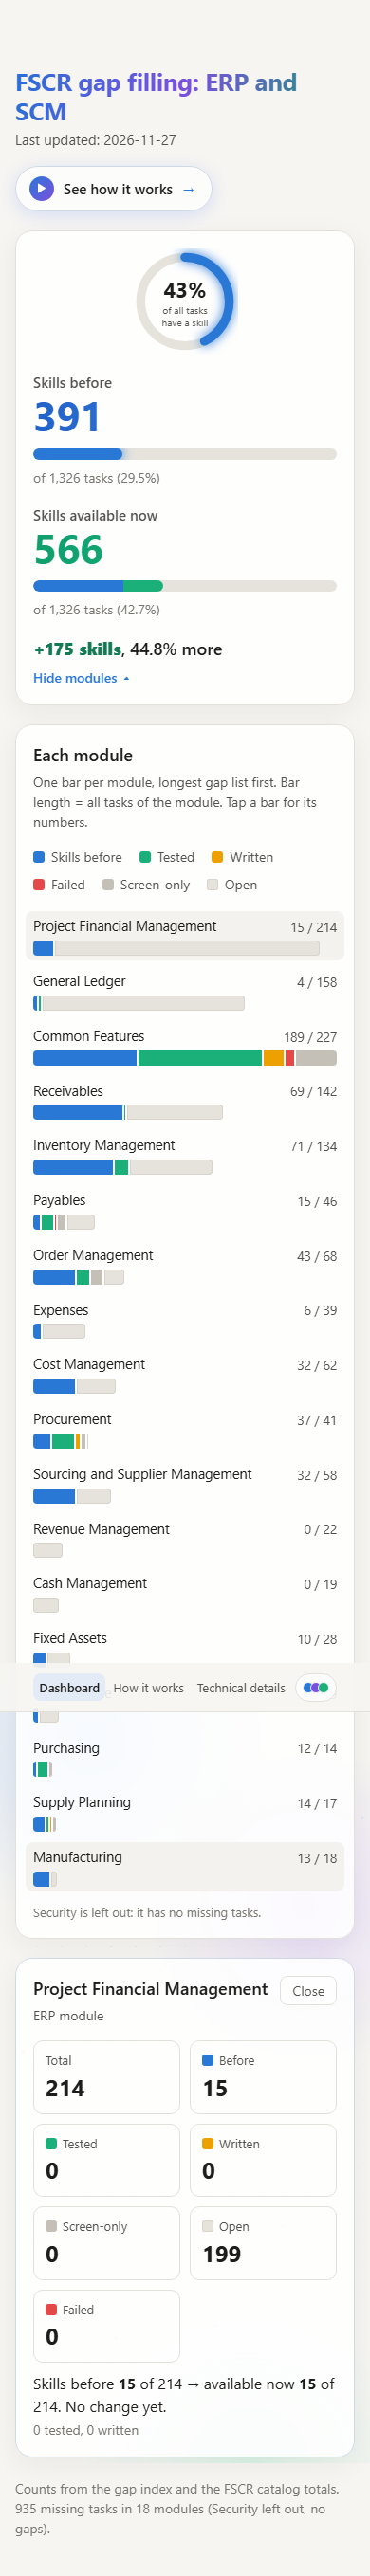 FSCR gap filling: ERP and
SCM
Last updated: 2026-11-27
See how it works →
43%
of all tasks
have a skill
Skills before
391
of 1,326 tasks (29.5%)
Skills available now
566
of 1,326 tasks (42.7%)
+175 skills, 44.8% more
Hide modules
Each module
One bar per module, longest gap list first. Bar
length = all tasks of the module. Tap a bar for its
numbers.
Skills before Tested Written
Failed Screen-only Open
Project Financial Management 15 / 214
General Ledger 4 / 158
Common Features 189 / 227
Receivables 69 / 142
Inventory Management 71 / 134
Payables 15 / 46
Order Management 43 / 68
Expenses 6 / 39
Cost Management 32 / 62
Procurement 37 / 41
Sourcing and Supplier Management 32 / 58
Revenue Management 0 / 22
Cash Management 0 / 19
Fixed Assets 10 / 28
Dashboard How it works Technical details
Purchasing 12 / 14
Supply Planning 14 / 17
Manufacturing 13 / 18
Security is left out: it has no missing tasks.
Project Financial Management Close
ERP module
Total
214
Before
15
Tested
0
Written
0
Screen-only
0
Open
199
Failed
0
Skills before 15 of 214 → available now 15 of
214. No change yet.
0 tested, 0 written
Counts from the gap index and the FSCR catalog totals.
935 missing tasks in 18 modules (Security left out, no
gaps).